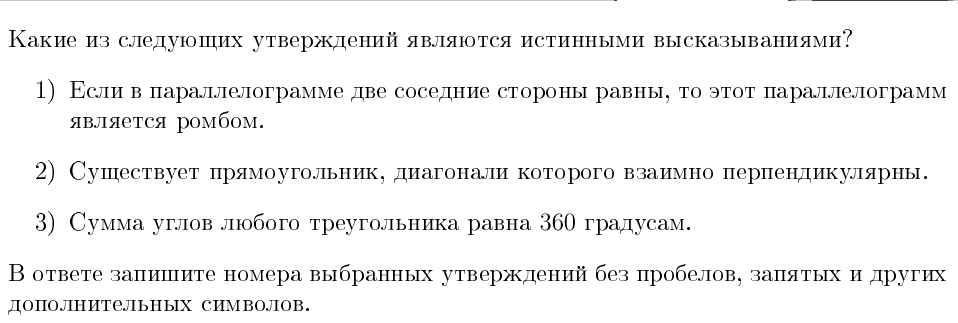 Какие из следующих утверждений являются истинными высказываниями?
1) Если в параллелограмме две соседние стороны равны, то этот параллелограмм
является ромбом.
2) Существует прямоугольник, диагонали которого взаимно перпендикулярны.
3) Сумма углов любого треугольника равна 360 градусам.
В ответе запишите номера выбранных утверждений без пробелов, запятых и других
дополнительных символов.